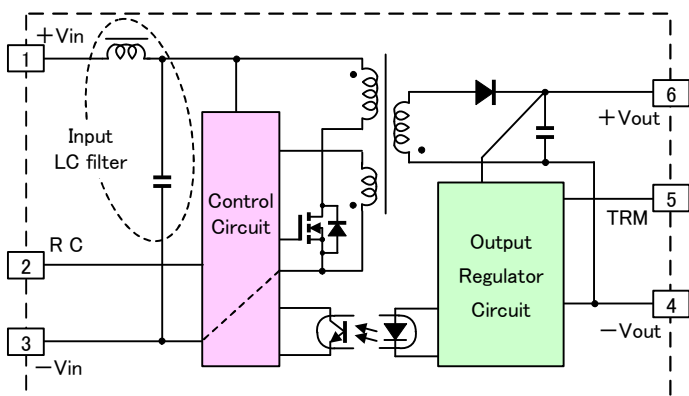 +Vin
1
6
+Vout
Input
LC filter
Control
Circuit
5
TRM
R C
2
Output
Regulator
Circuit
4
-Vout
3
-Vin